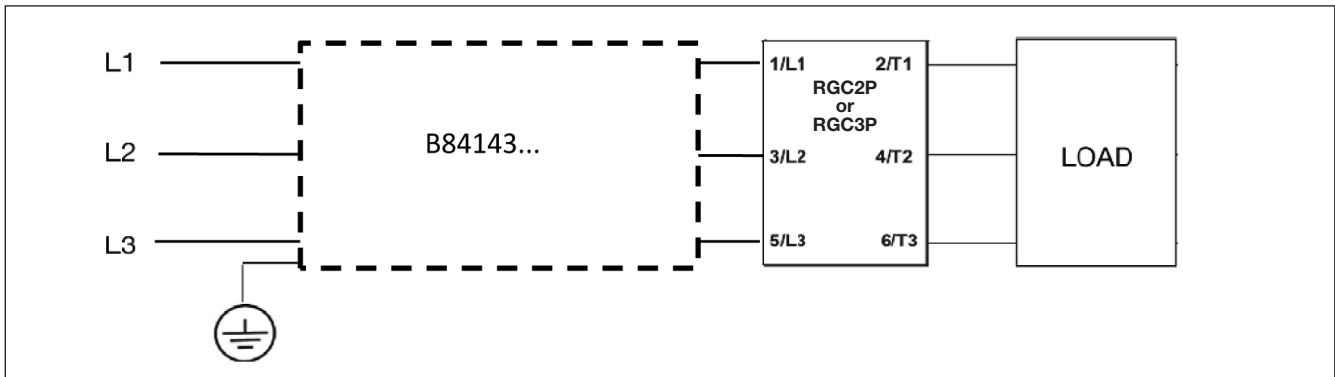 L1
1/L1
2/T1
RGC2P
or
RGC3P
B84143...
L2
3/L2
4/T2
LOAD
L3
5/L3
6/T3